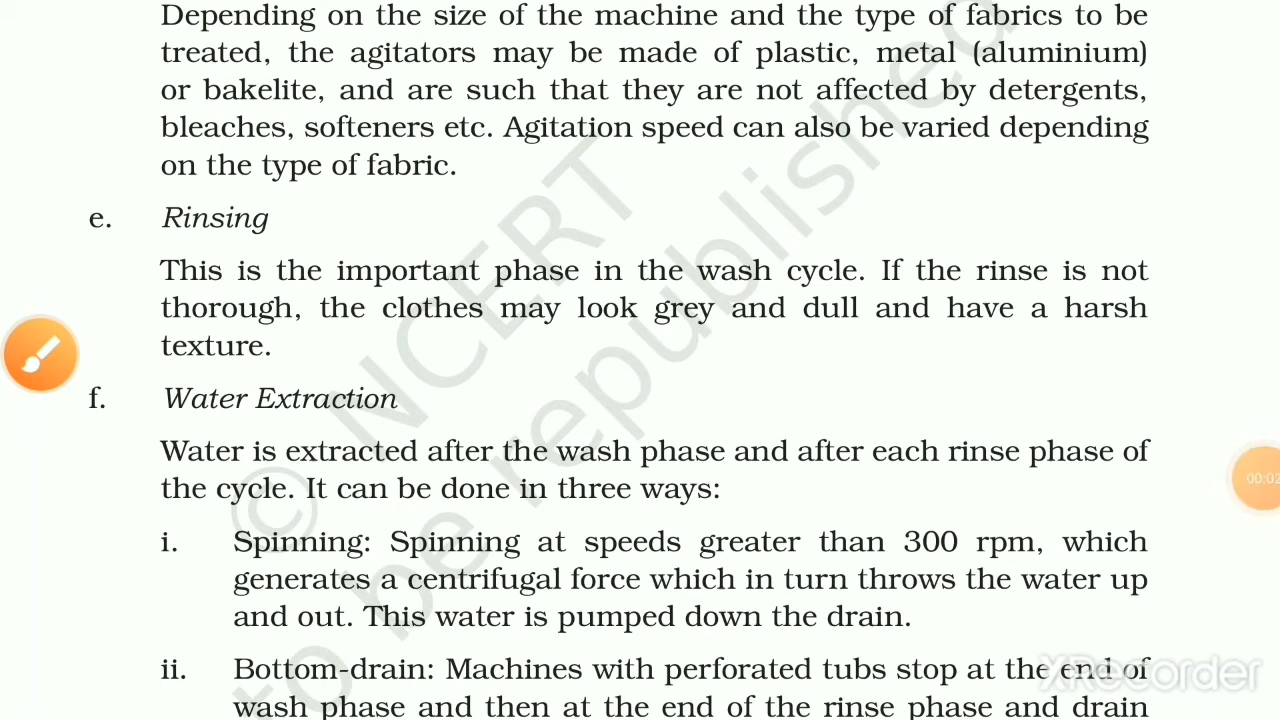 Depending on the size of the machine and the type of fabrics to be
treated, the agitators may be made of plastic, metal (aluminium)
or bakelite, and are such that they are not affected by detergents,
bleaches, softeners etc. Agitation speed can also be varied depending
on the type of fabric.
e. Rinsing
This is the important phase in the wash cycle. If the rinse is not
thorough, the clothes may look grey and dull and have a harsh
texture.
f. Water Extraction
Water is extracted after the wash phase and after each rinse phase of
the cycle. It can be done in three ways:
00:02
i. Spinning: Spinning at speeds greater than 300 rpm, which
generates a centrifugal force which in turn throws the water up
and out. This water is pumped down the drain.
ii. Bottom-drain: Machines with perforated tubs stop at the end of
wash phase and then at the end of the rinse phase and drain
© NCERT
to be republished
XRecorder